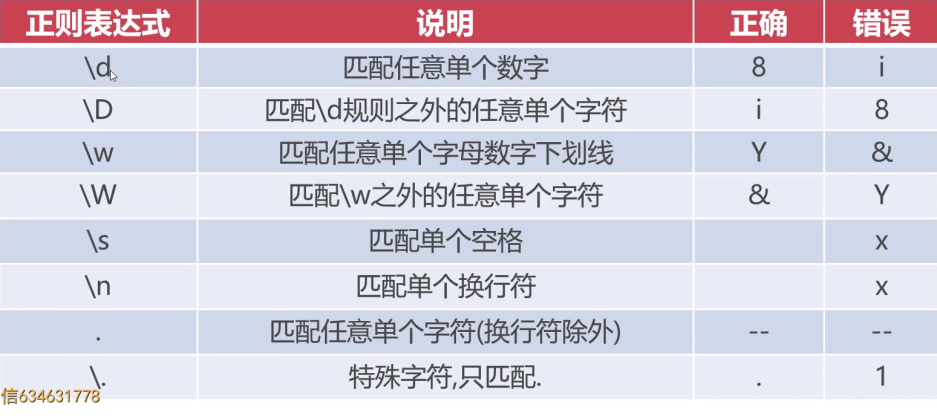 正则表达式 说明 正确 错误
\d 匹配任意单个数字 8 i
\D 匹配\d规则之外的任意单个字符 i 8
\w 匹配任意单个字母数字下划线 Y &
\W 匹配\w之外的任意单个字符 & Y
\s 匹配单个空格 x
\n 匹配单个换行符 x
. 匹配任意单个字符(换行符除外) -- --
\. 特殊字符,只匹配. . 1
信634631778